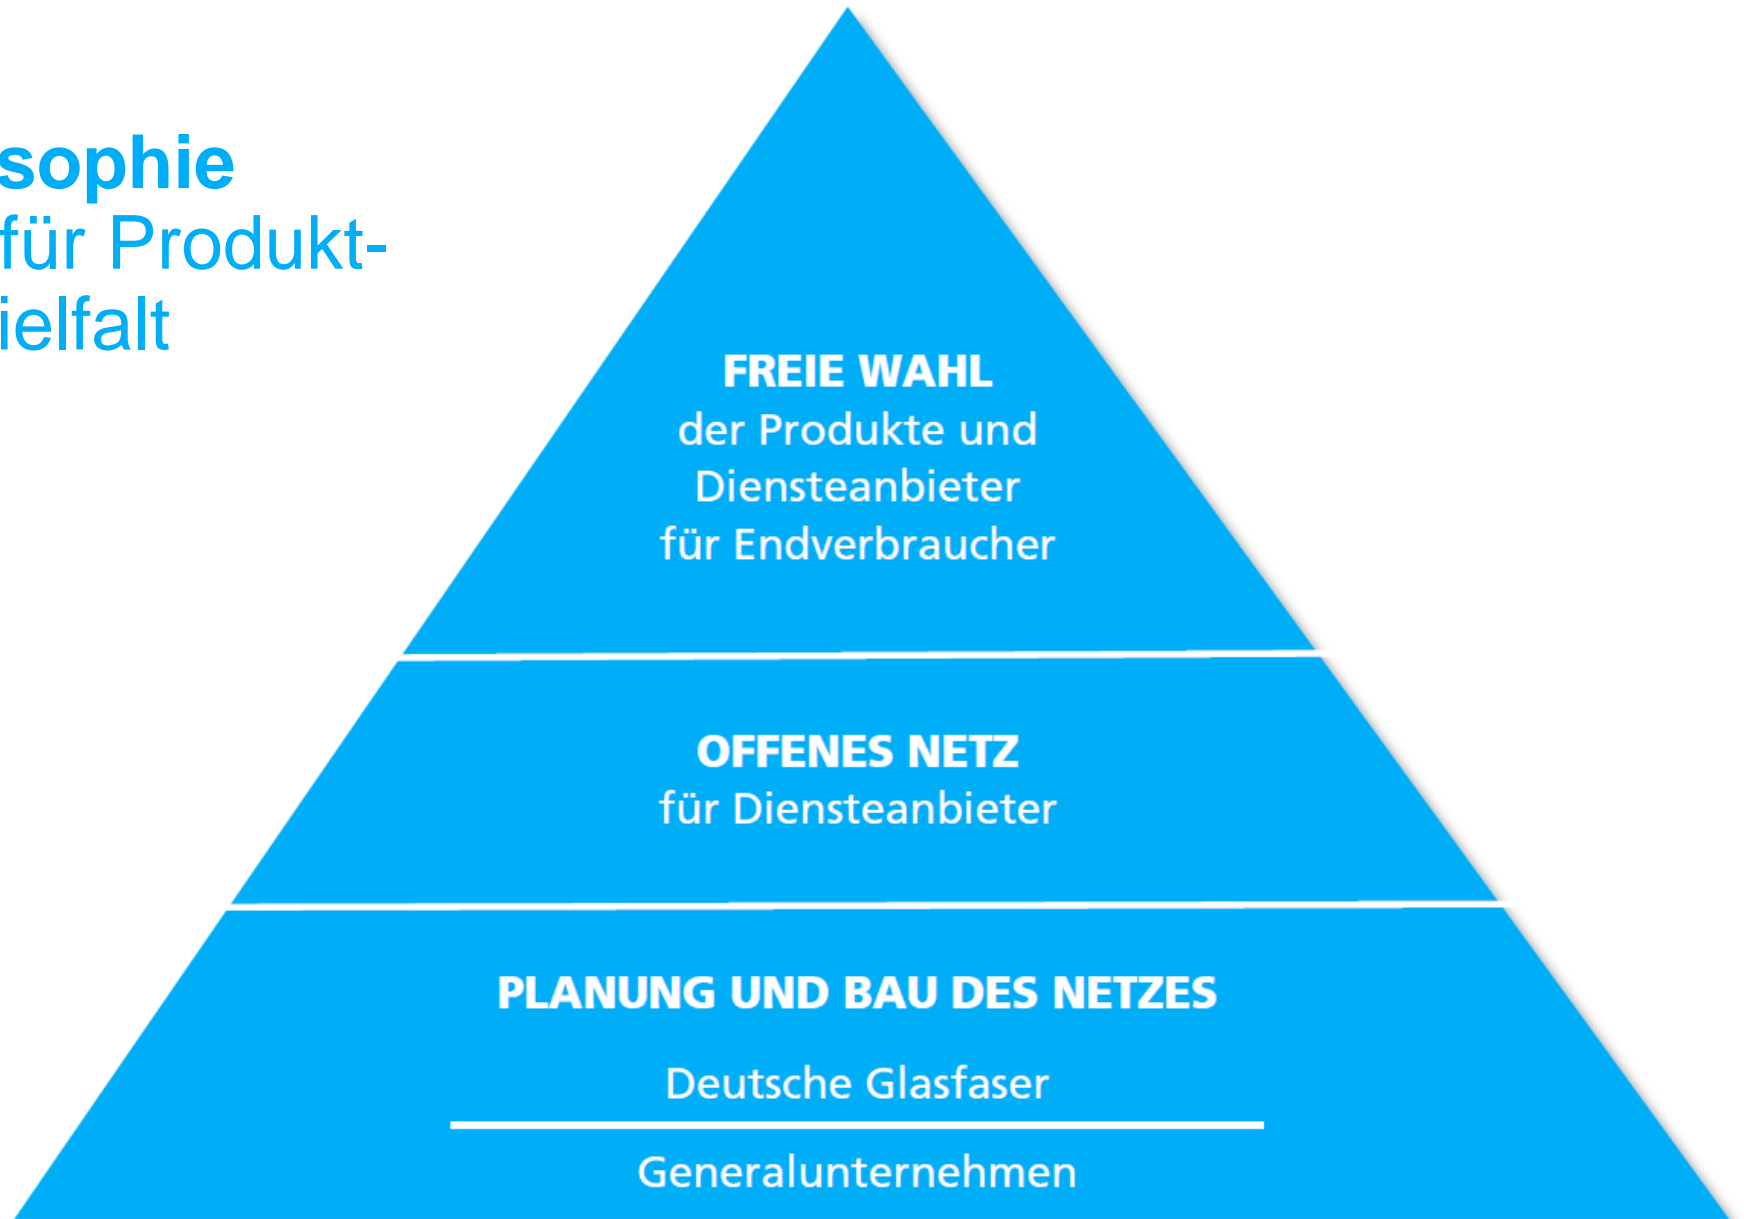 sophie
für Produkt-
ielfalt
FREIE WAHL
der Produkte und
Diensteanbieter
für Endverbraucher
OFFENES NETZ
für Diensteanbieter
PLANUNG UND BAU DES NETZES
Deutsche Glasfaser
Generalunternehmen